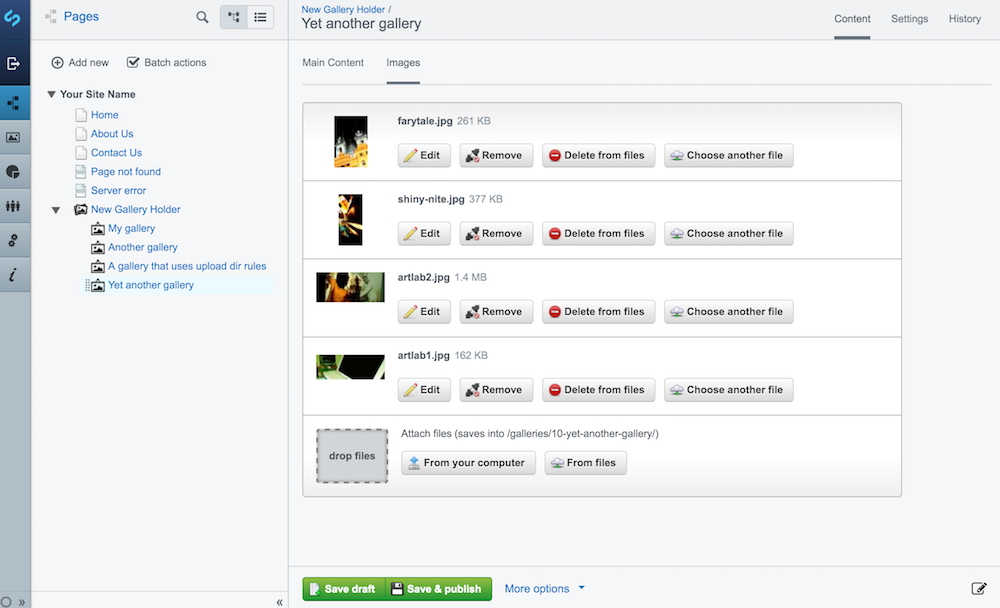 Pages
New Gallery Holder /
Yet another gallery
Content Settings History
Add new Batch actions
Main Content Images
Your Site Name
Home
About Us
Contact Us
Page not found
Server error
New Gallery Holder
My gallery
Another gallery
A gallery that uses upload dir rules
Yet another gallery
farytale.jpg 261 KB
Edit Remove Delete from files Choose another file
shiny-nite.jpg 377 KB
Edit Remove Delete from files Choose another file
artlab2.jpg 1.4 MB
Edit Remove Delete from files Choose another file
artlab1.jpg 162 KB
Edit Remove Delete from files Choose another file
drop files
Attach files (saves into /galleries/10-yet-another-gallery/)
From your computer From files
Save draft Save & publish More options
» «